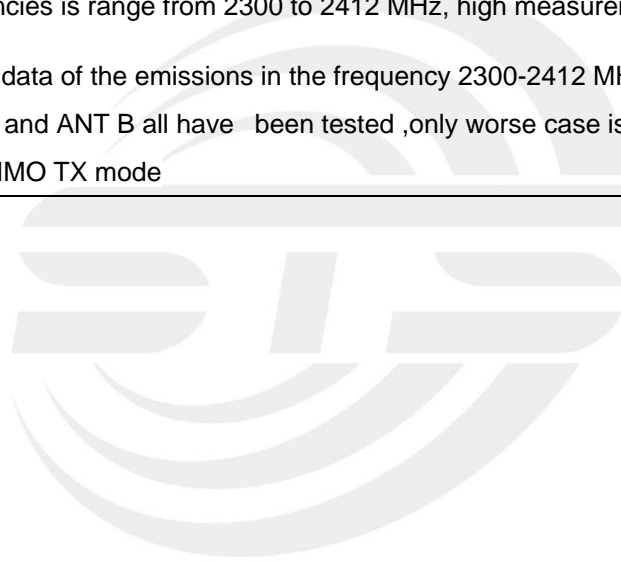 ncies is range from 2300 to 2412 MHz, high measurem
data of the emissions in the frequency 2300-2412 MH
and ANT B all have been tested ,only worse case is
IMO TX mode
STS